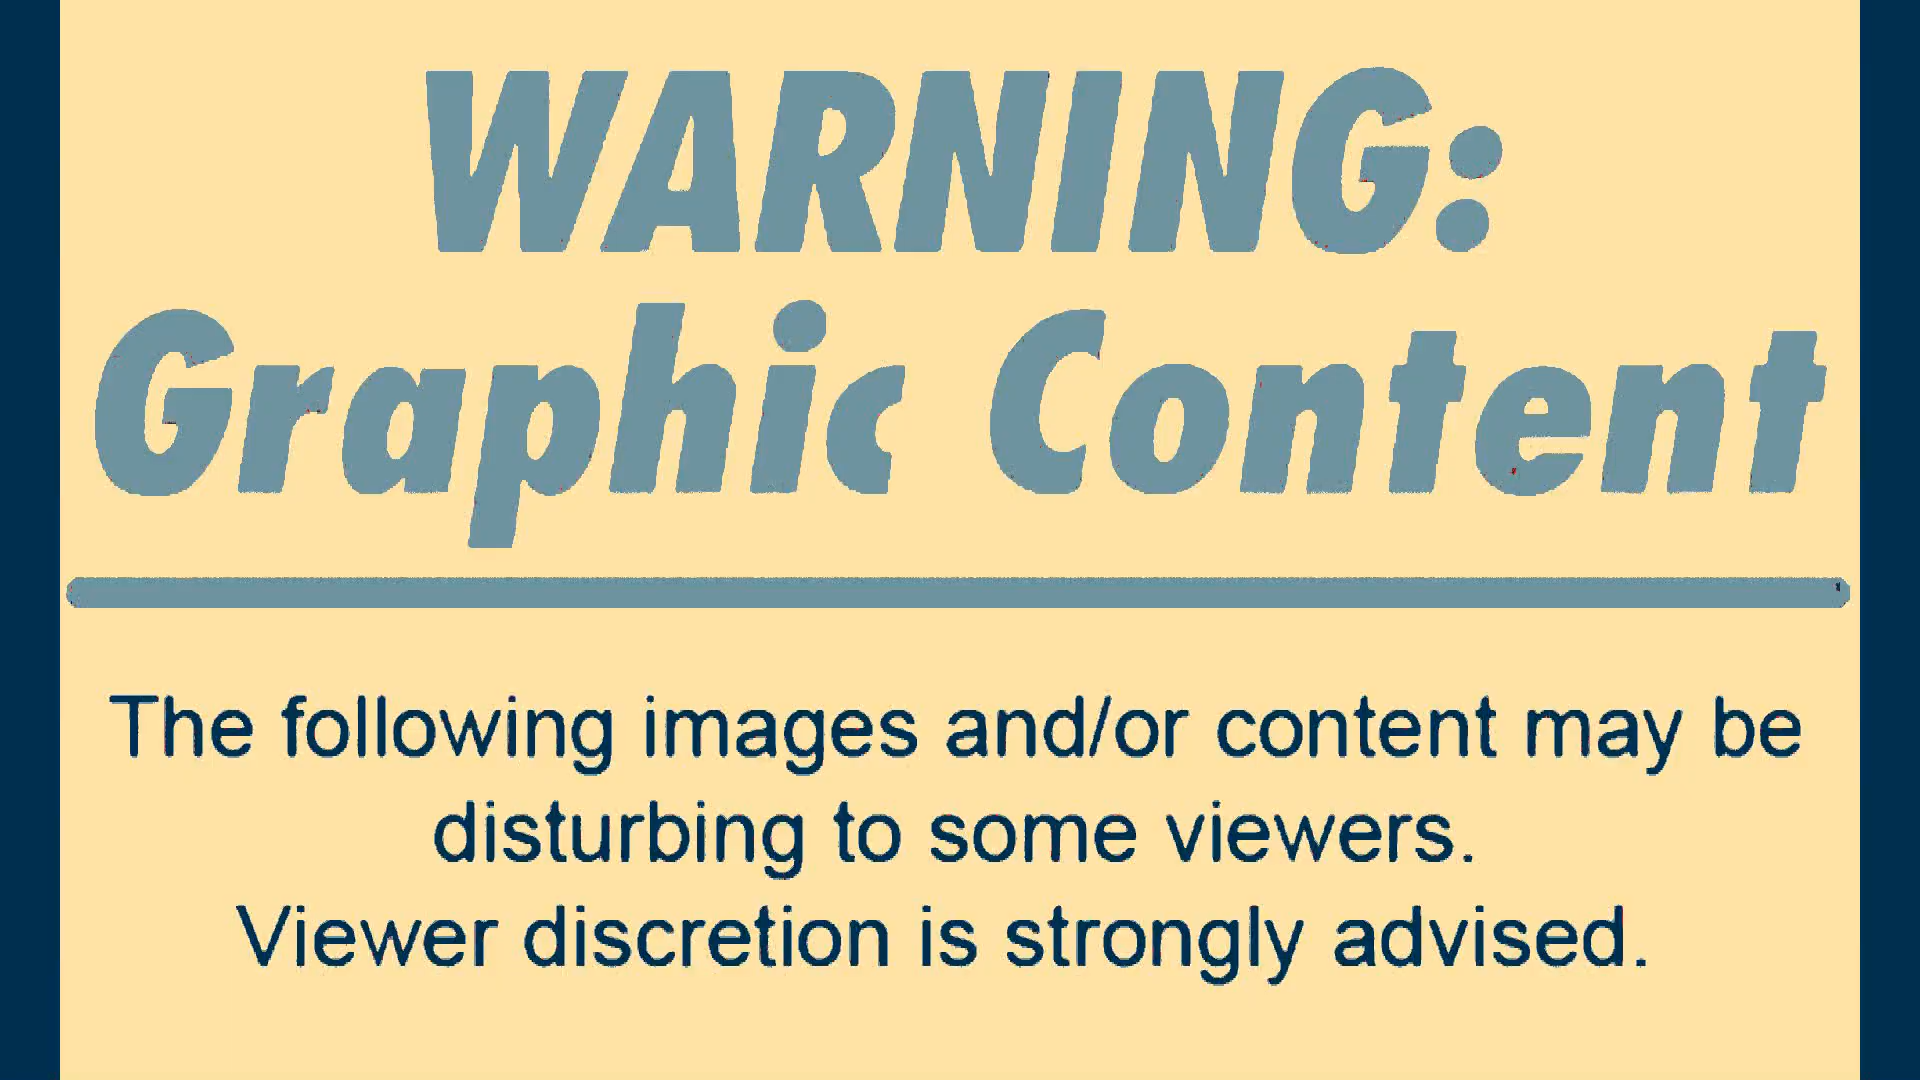 WARNING:
Graphic Content
The following images and/or content may be
disturbing to some viewers.
Viewer discretion is strongly advised.